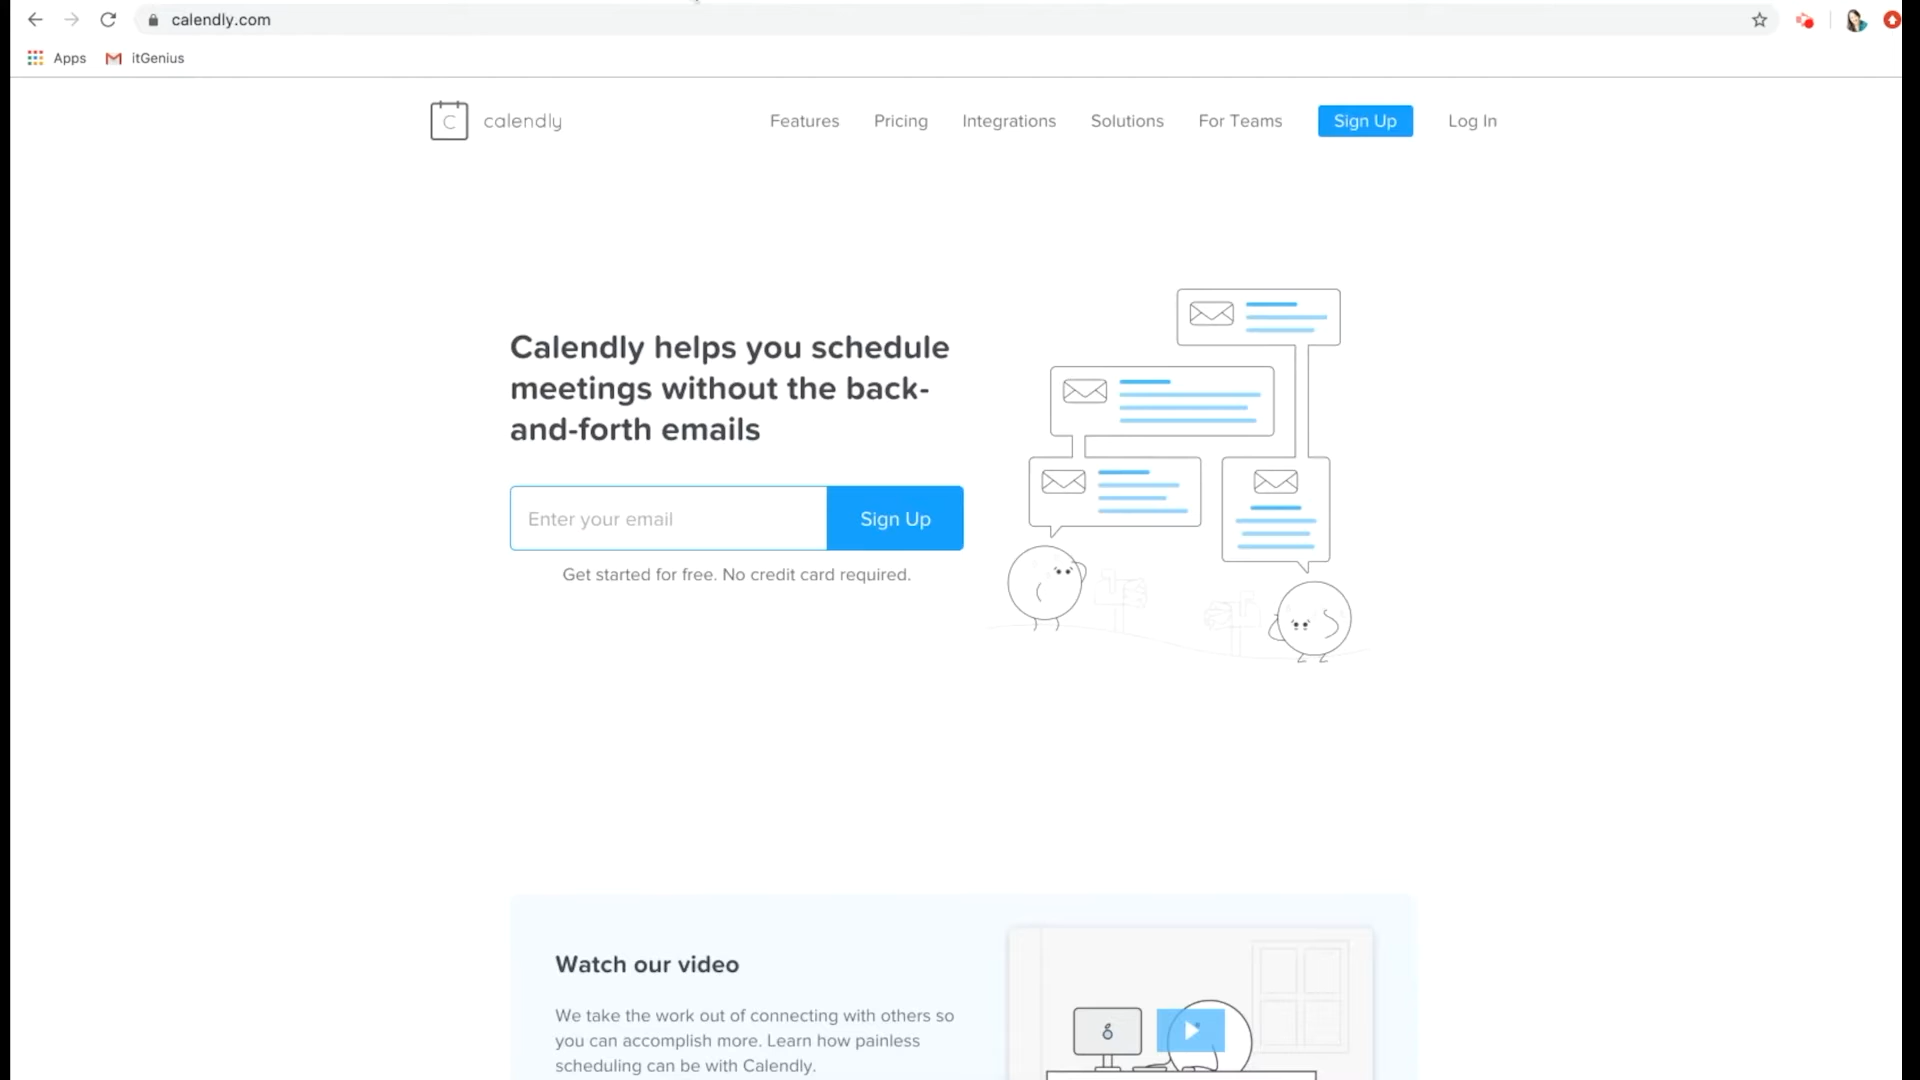 calendly.com
Apps
itGenius
C
calendly
Features
Pricing
Integrations
Solutions
For Teams
Sign Up
Log In
Calendly helps you schedule
meetings without the back-
and-forth emails
Enter your email
Sign Up
Get started for free. No credit card required.
Watch our video
We take the work out of connecting with others so
you can accomplish more. Learn how painless
scheduling can be with Calendly.